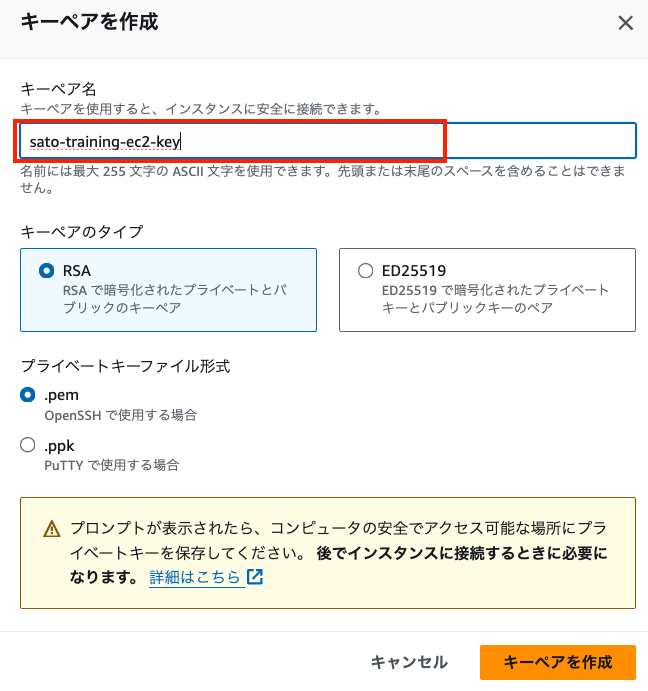 キーペアを作成
キーペア名
キーペアを使用すると、インスタンスに安全に接続できます。
sato-training-ec2-key
名前には最大 255 文字の ASCII 文字を使用できます。先頭または末尾のスペースを含めることはできま
せん。
キーペアのタイプ
RSA
RSA で暗号化されたプライベートとパ
ブリックのキーペア
ED25519
ED25519 で暗号化されたプライベート
キーとパブリックキーのペア
プライベートキーファイル形式
.pem
OpenSSH で使用する場合
.ppk
PuTTY で使用する場合
プロンプトが表示されたら、コンピュータの安全でアクセス可能な場所にプラ
イベートキーを保存してください。 後でインスタンスに接続するときに必要に
なります。 詳細はこちら
キャンセル
キーペアを作成